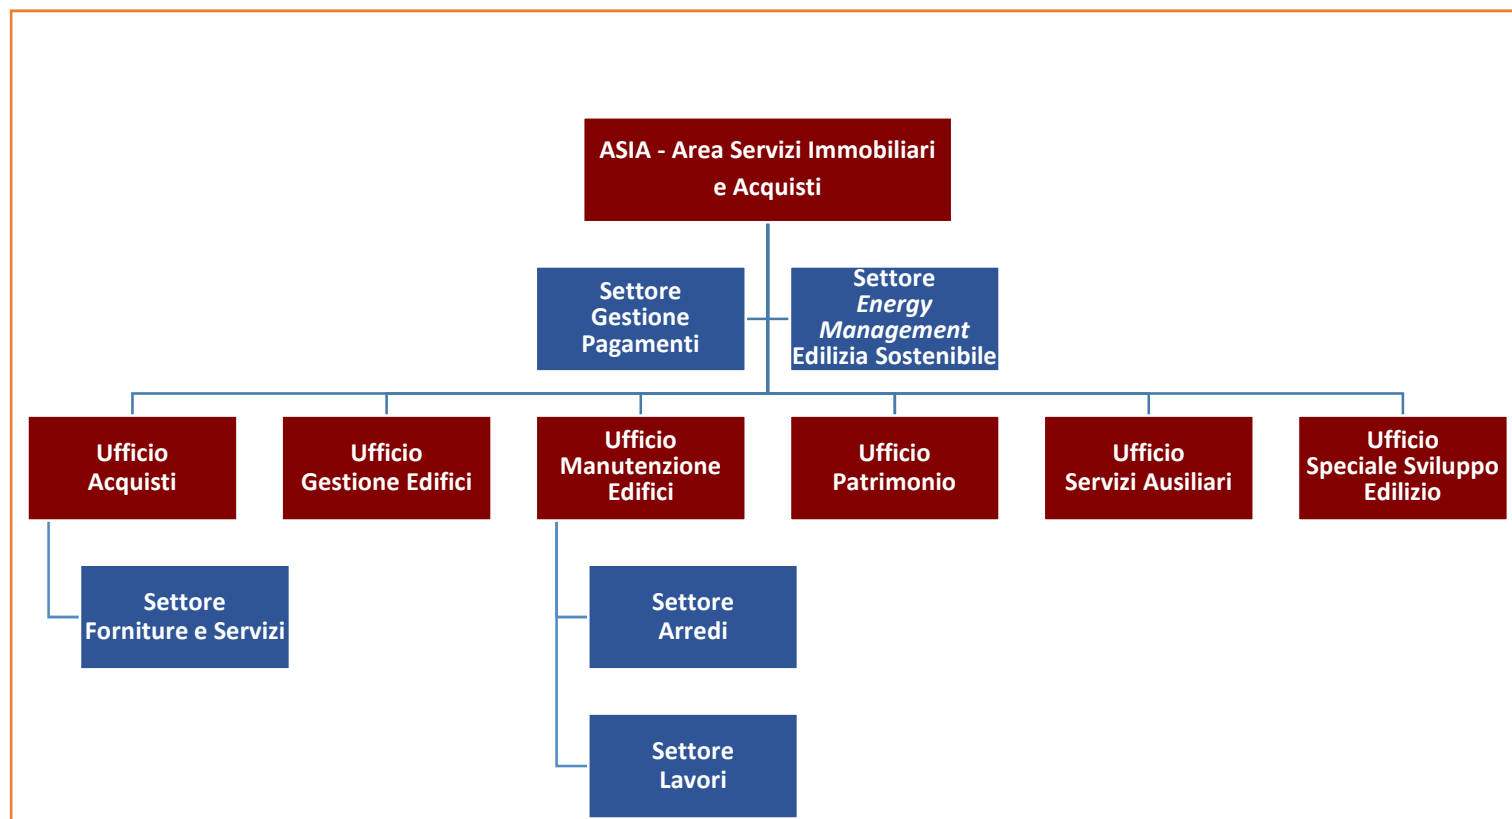 ASIA - Area Servizi Immobiliari
e Acquisti
Settore
Gestione
Pagamenti
Settore
Energy
Management
Edilizia Sostenibile
Ufficio
Acquisti
Ufficio
Gestione Edifici
Ufficio
Manutenzione
Edifici
Ufficio
Patrimonio
Ufficio
Servizi Ausiliari
Ufficio
Speciale Sviluppo
Edilizio
Settore
Forniture e Servizi
Settore
Arredi
Settore
Lavori